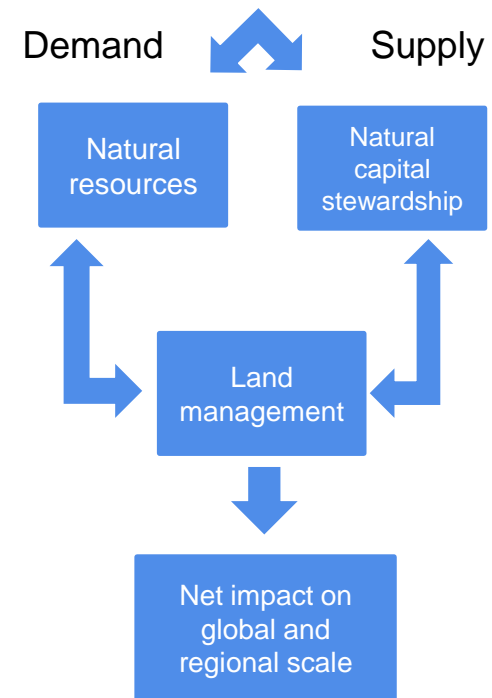 Demand
Supply
Natural
resources
Natural
capital
stewardship
Land
management
Net impact on
global and
regional scale